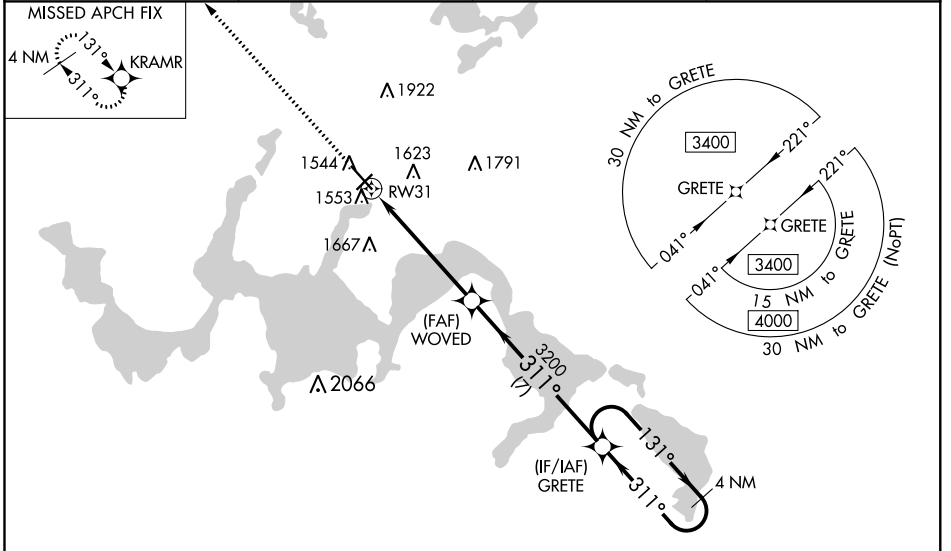 MISSED APCH FIX
4 NM
131°
KRAMR
311°
1922
1544
1623
1791
1553
RW31
1667
(FAF)
WOVED
3200
311°
(7)
2066
131°
(IF/IAF)
GRETE
311°
4 NM
30 NM to GRETE
3400
221°
GRETE
041°
221°
GRETE
041°
3400
15 NM to GRETE
4000
30 NM to GRETE (NoPT)